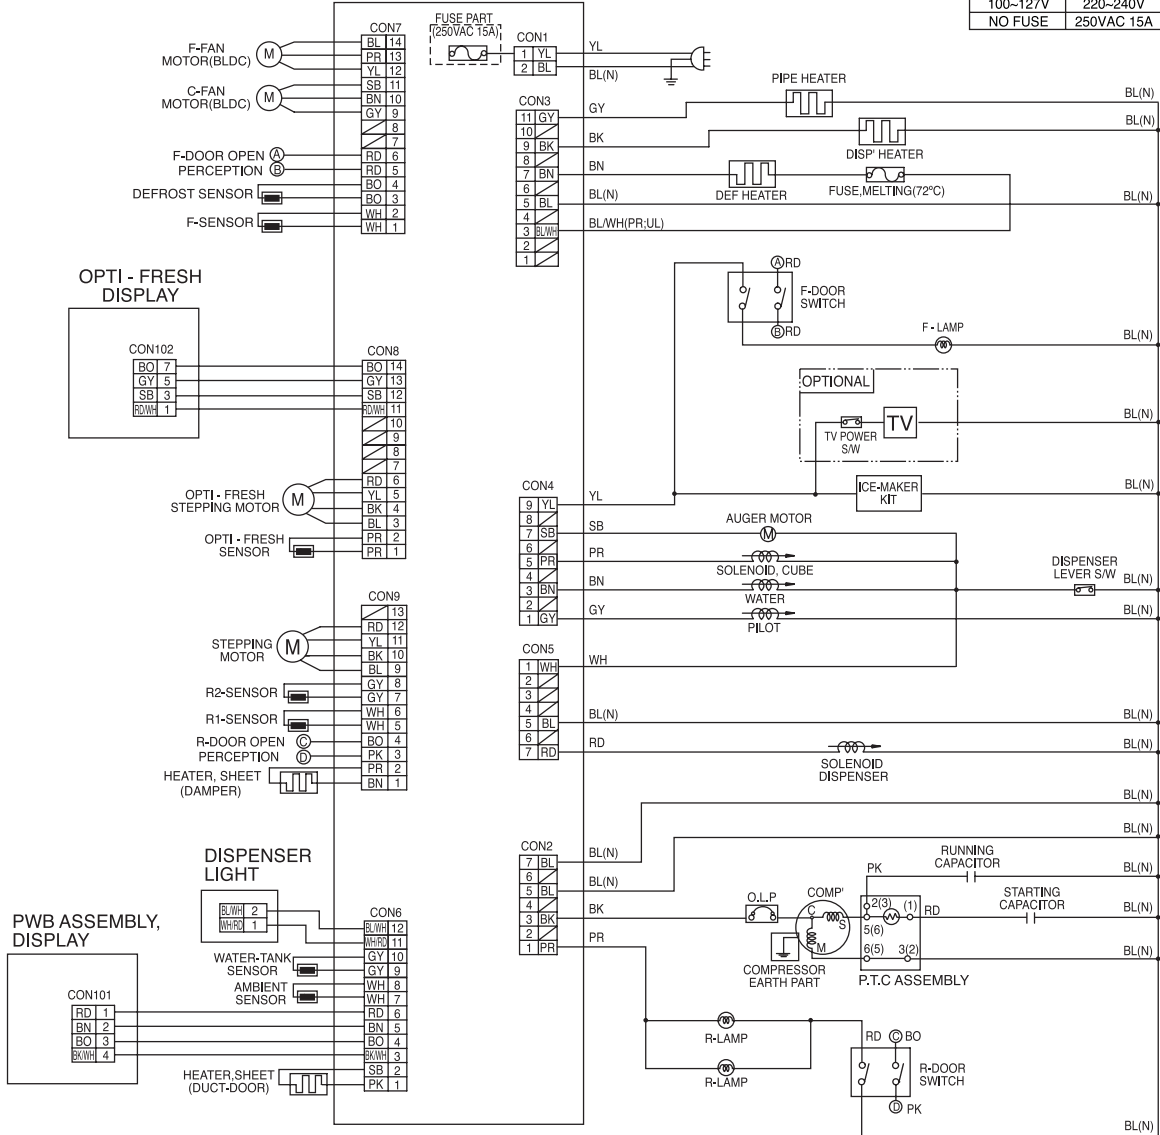 100~127V 220~240V
NO FUSE 250VAC 15A
FUSE PART
(250VAC 15A)
CON1
1 YL
2 BL
YL
BL(N)
CON7
BL 14
PR 13
YL 12
SB 11
BN 10
GY 9
8
7
RD 6
RD 5
BO 4
BO 3
WH 2
WH 1
F-FAN
MOTOR(BLDC)
M
C-FAN
MOTOR(BLDC)
M
F-DOOR OPEN A
PERCEPTION B
DEFROST SENSOR
F-SENSOR
CON3
11 GY
10
9 BK
8
7 BN
6
5 BL
4
3 BL/WH
2
1
GY
BK
BN
BL(N)
BL/WH(PR;UL)
PIPE HEATER
BL(N)
DISP' HEATER
BL(N)
DEF HEATER
FUSE,MELTING(72°C)
BL(N)
A RD
F-DOOR
SWITCH
B RD
F - LAMP
BL(N)
OPTIONAL
TV POWER
S/W
TV
BL(N)
ICE-MAKER
KIT
BL(N)
OPTI - FRESH
DISPLAY
CON102
BO 7
GY 5
SB 3
RD/WH 1
CON8
BO 14
GY 13
SB 12
RD/WH 11
10
9
8
7
RD 6
YL 5
BK 4
BL 3
PR 2
PR 1
OPTI - FRESH
STEPPING MOTOR
M
OPTI - FRESH
SENSOR
CON4
9 YL
8
7 SB
6
5 PR
4
3 BN
2
1 GY
YL
SB
PR
BN
GY
AUGER MOTOR
M
SOLENOID, CUBE
WATER
PILOT
DISPENSER
LEVER S/W
BL(N)
BL(N)
CON9
13
RD 12
YL 11
BK 10
BL 9
GY 8
GY 7
WH 6
WH 5
BO 4
PK 3
PR 2
BN 1
STEPPING
MOTOR
M
R2-SENSOR
R1-SENSOR
R-DOOR OPEN C
PERCEPTION D
HEATER, SHEET
(DAMPER)
CON5
1 WH
2
3
4
5 BL
6
7 RD
WH
BL(N)
RD
BL(N)
BL(N)
SOLENOID
DISPENSER
BL(N)
BL(N)
CON2
7 BL
6
5 BL
4
3 BK
2
1 PR
BL(N)
BL(N)
BK
PR
O.L.P
COMP'
C
S
M
COMPRESSOR
EARTH PART
PK
RUNNING
CAPACITOR
BL(N)
2(3)
(1)
RD
STARTING
CAPACITOR
BL(N)
5(6)
6(5)
3(2)
BL(N)
P.T.C ASSEMBLY
DISPENSER
LIGHT
BL/WH 2
WH/RD 1
PWB ASSEMBLY,
DISPLAY
CON101
RD 1
BN 2
BO 3
BK/WH 4
CON6
BL/WH 12
WH/RD 11
GY 10
GY 9
WH 8
WH 7
RD 6
BN 5
BO 4
BK/WH 3
SB 2
PK 1
WATER-TANK
SENSOR
AMBIENT
SENSOR
HEATER,SHEET
(DUCT-DOOR)
R-LAMP
R-LAMP
RD
C BO
R-DOOR
SWITCH
D PK
BL(N)